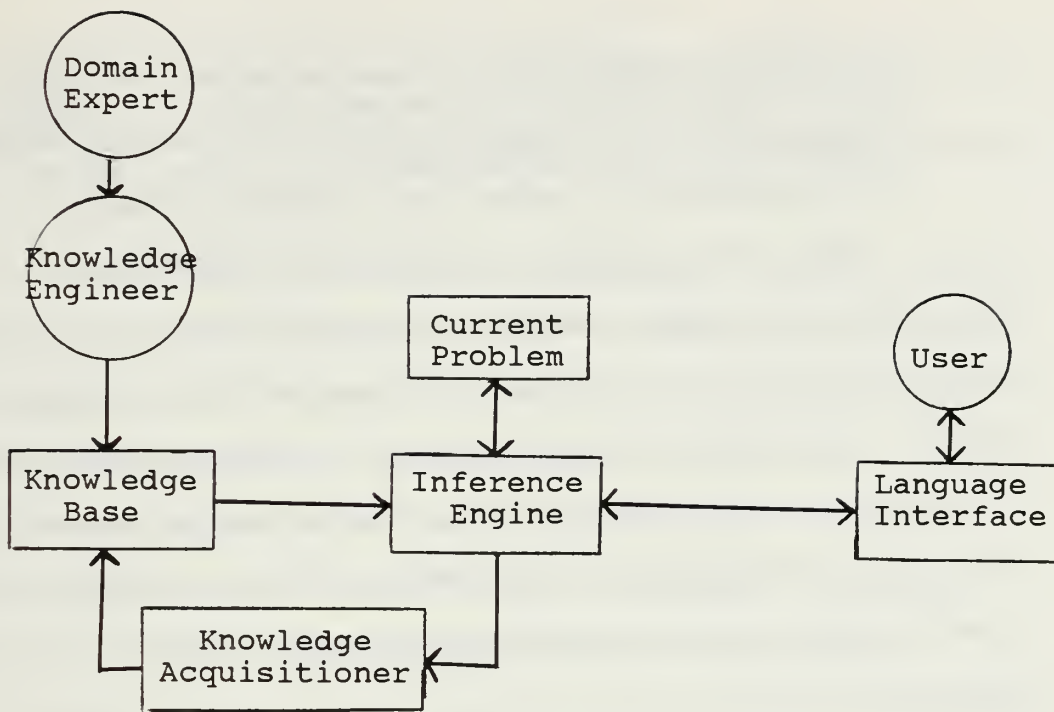 Domain
Expert
Knowledge
Engineer
Current
Problem
User
Knowledge
Base
Inference
Engine
Language
Interface
Knowledge
Acquisitioner